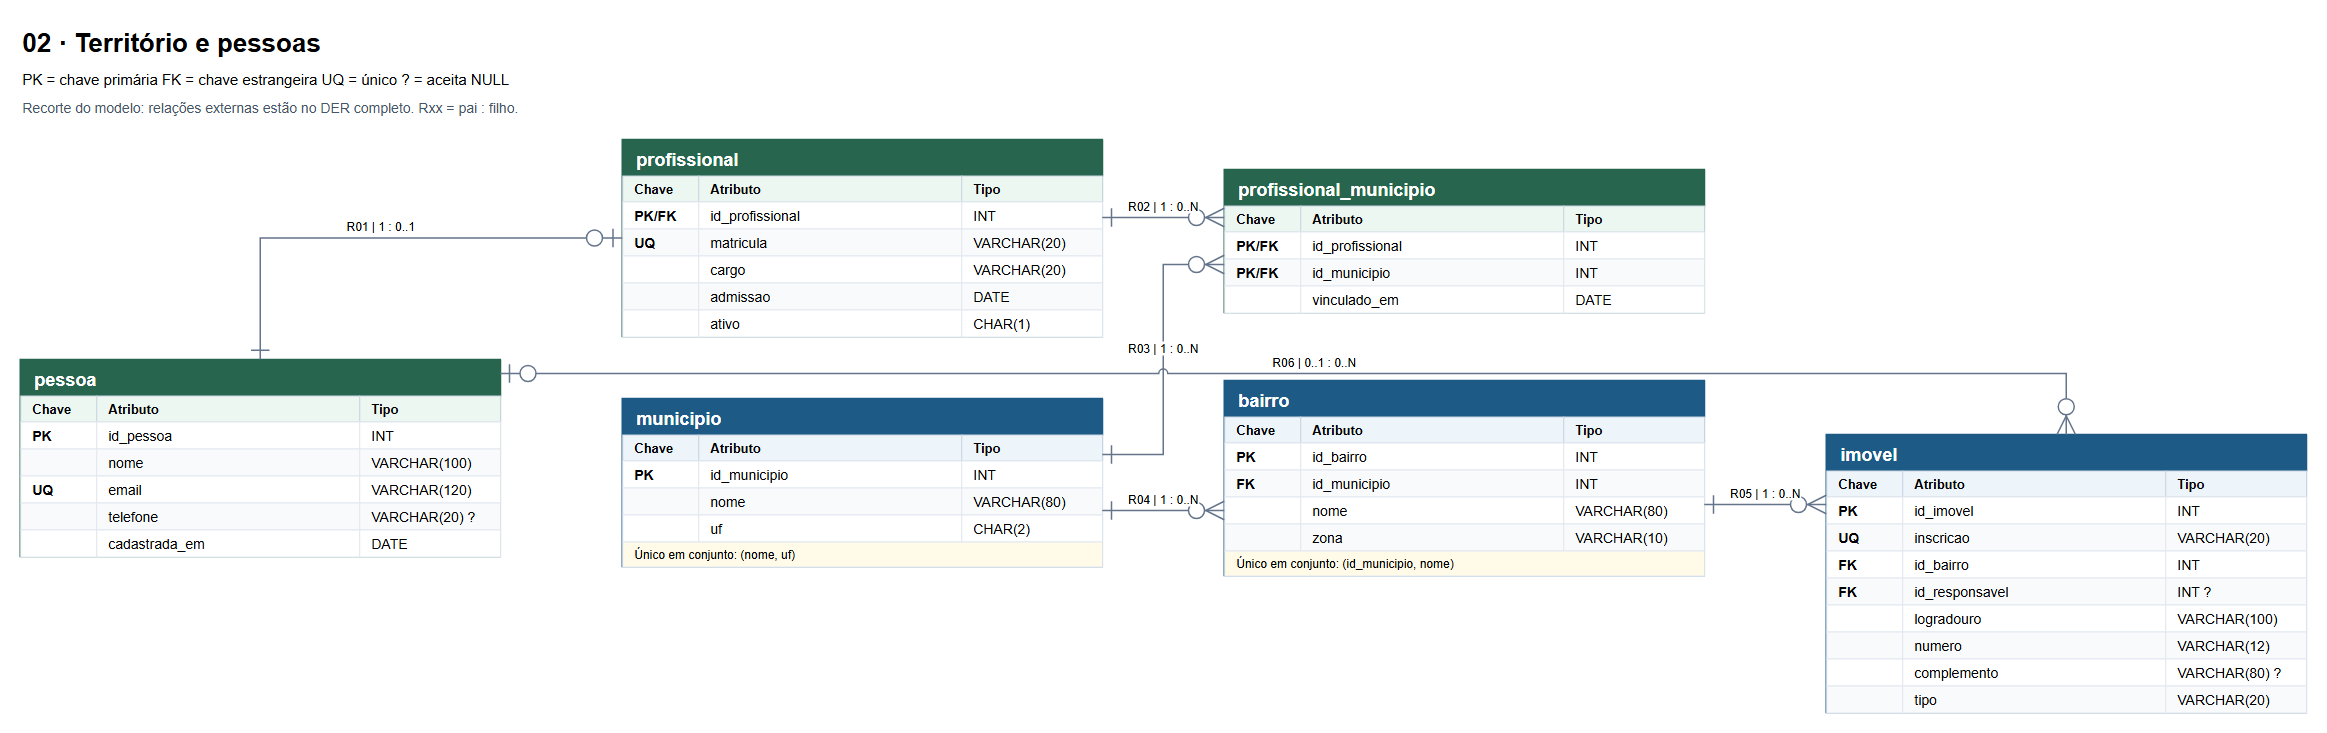 02 · Território e pessoas
PK = chave primária FK = chave estrangeira UQ = único ? = aceita NULL
Recorte do modelo: relações externas estão no DER completo. Rxx = pai : filho.
profissional
Chave Atributo Tipo
PK/FK id_profissional INT
UQ matricula VARCHAR(20)
cargo VARCHAR(20)
admissao DATE
ativo CHAR(1)
R01 | 1 : 0..1
R02 | 1 : 0..N
profissional_municipio
Chave Atributo Tipo
PK/FK id_profissional INT
PK/FK id_municipio INT
vinculado_em DATE
R03 | 1 : 0..N
R06 | 0..1 : 0..N
pessoa
Chave Atributo Tipo
PK id_pessoa INT
nome VARCHAR(100)
UQ email VARCHAR(120)
telefone VARCHAR(20) ?
cadastrada_em DATE
municipio
Chave Atributo Tipo
PK id_municipio INT
nome VARCHAR(80)
uf CHAR(2)
Único em conjunto: (nome, uf)
R04 | 1 : 0..N
bairro
Chave Atributo Tipo
PK id_bairro INT
FK id_municipio INT
nome VARCHAR(80)
zona VARCHAR(10)
Único em conjunto: (id_municipio, nome)
R05 | 1 : 0..N
imovel
Chave Atributo Tipo
PK id_imovel INT
UQ inscricao VARCHAR(20)
FK id_bairro INT
FK id_responsavel INT ?
logradouro VARCHAR(100)
numero VARCHAR(12)
complemento VARCHAR(80) ?
tipo VARCHAR(20)